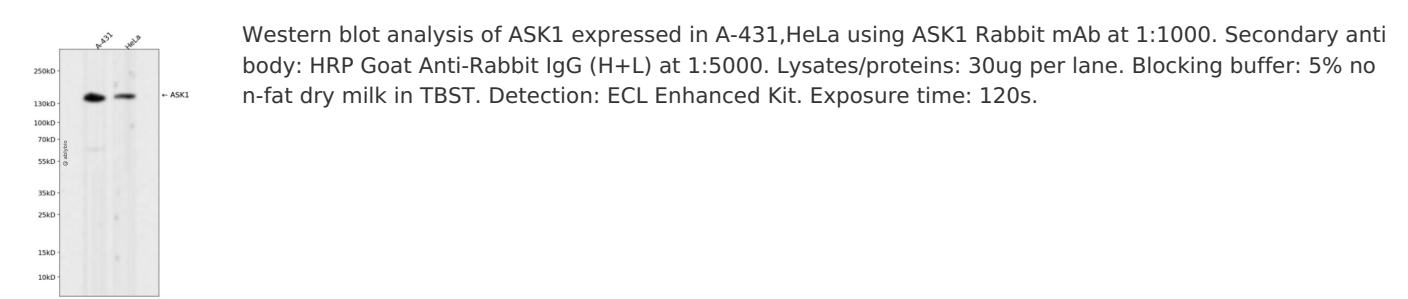 A-431
HeLa
250kD
130kD
100kD
70kD
55kD
35kD
25kD
15kD
10kD
← ASK1
@ ablybio
Western blot analysis of ASK1 expressed in A-431,HeLa using ASK1 Rabbit mAb at 1:1000. Secondary anti
body: HRP Goat Anti-Rabbit IgG (H+L) at 1:5000. Lysates/proteins: 30ug per lane. Blocking buffer: 5% no
n-fat dry milk in TBST. Detection: ECL Enhanced Kit. Exposure time: 120s.